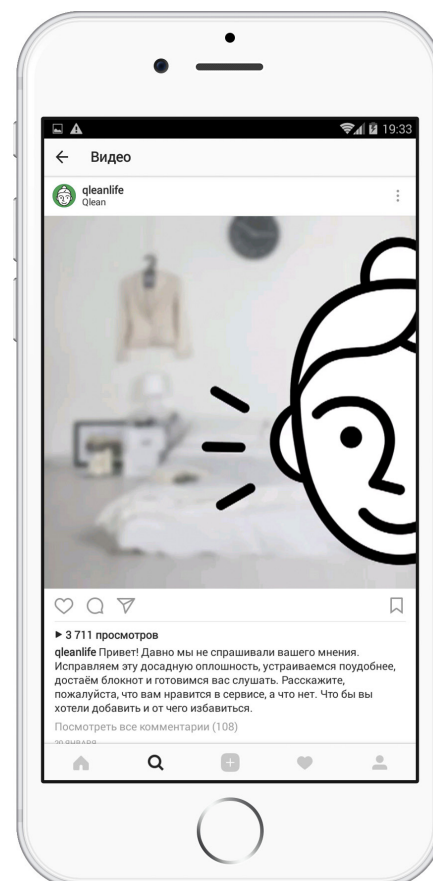 19:33
Видео
qleanlife
Qlean
3 711 просмотров
qleanlife Привет! Давно мы не спрашивали вашего мнения.
Исправляем эту досадную оплошность, устраиваемся поудобнее,
достаём блокнот и готовимся вас слушать. Расскажите,
пожалуйста, что вам нравится в сервисе, а что нет. Что бы вы
хотели добавить и от чего избавиться.
Посмотреть все комментарии (108)
20 ЯНВАРЯ